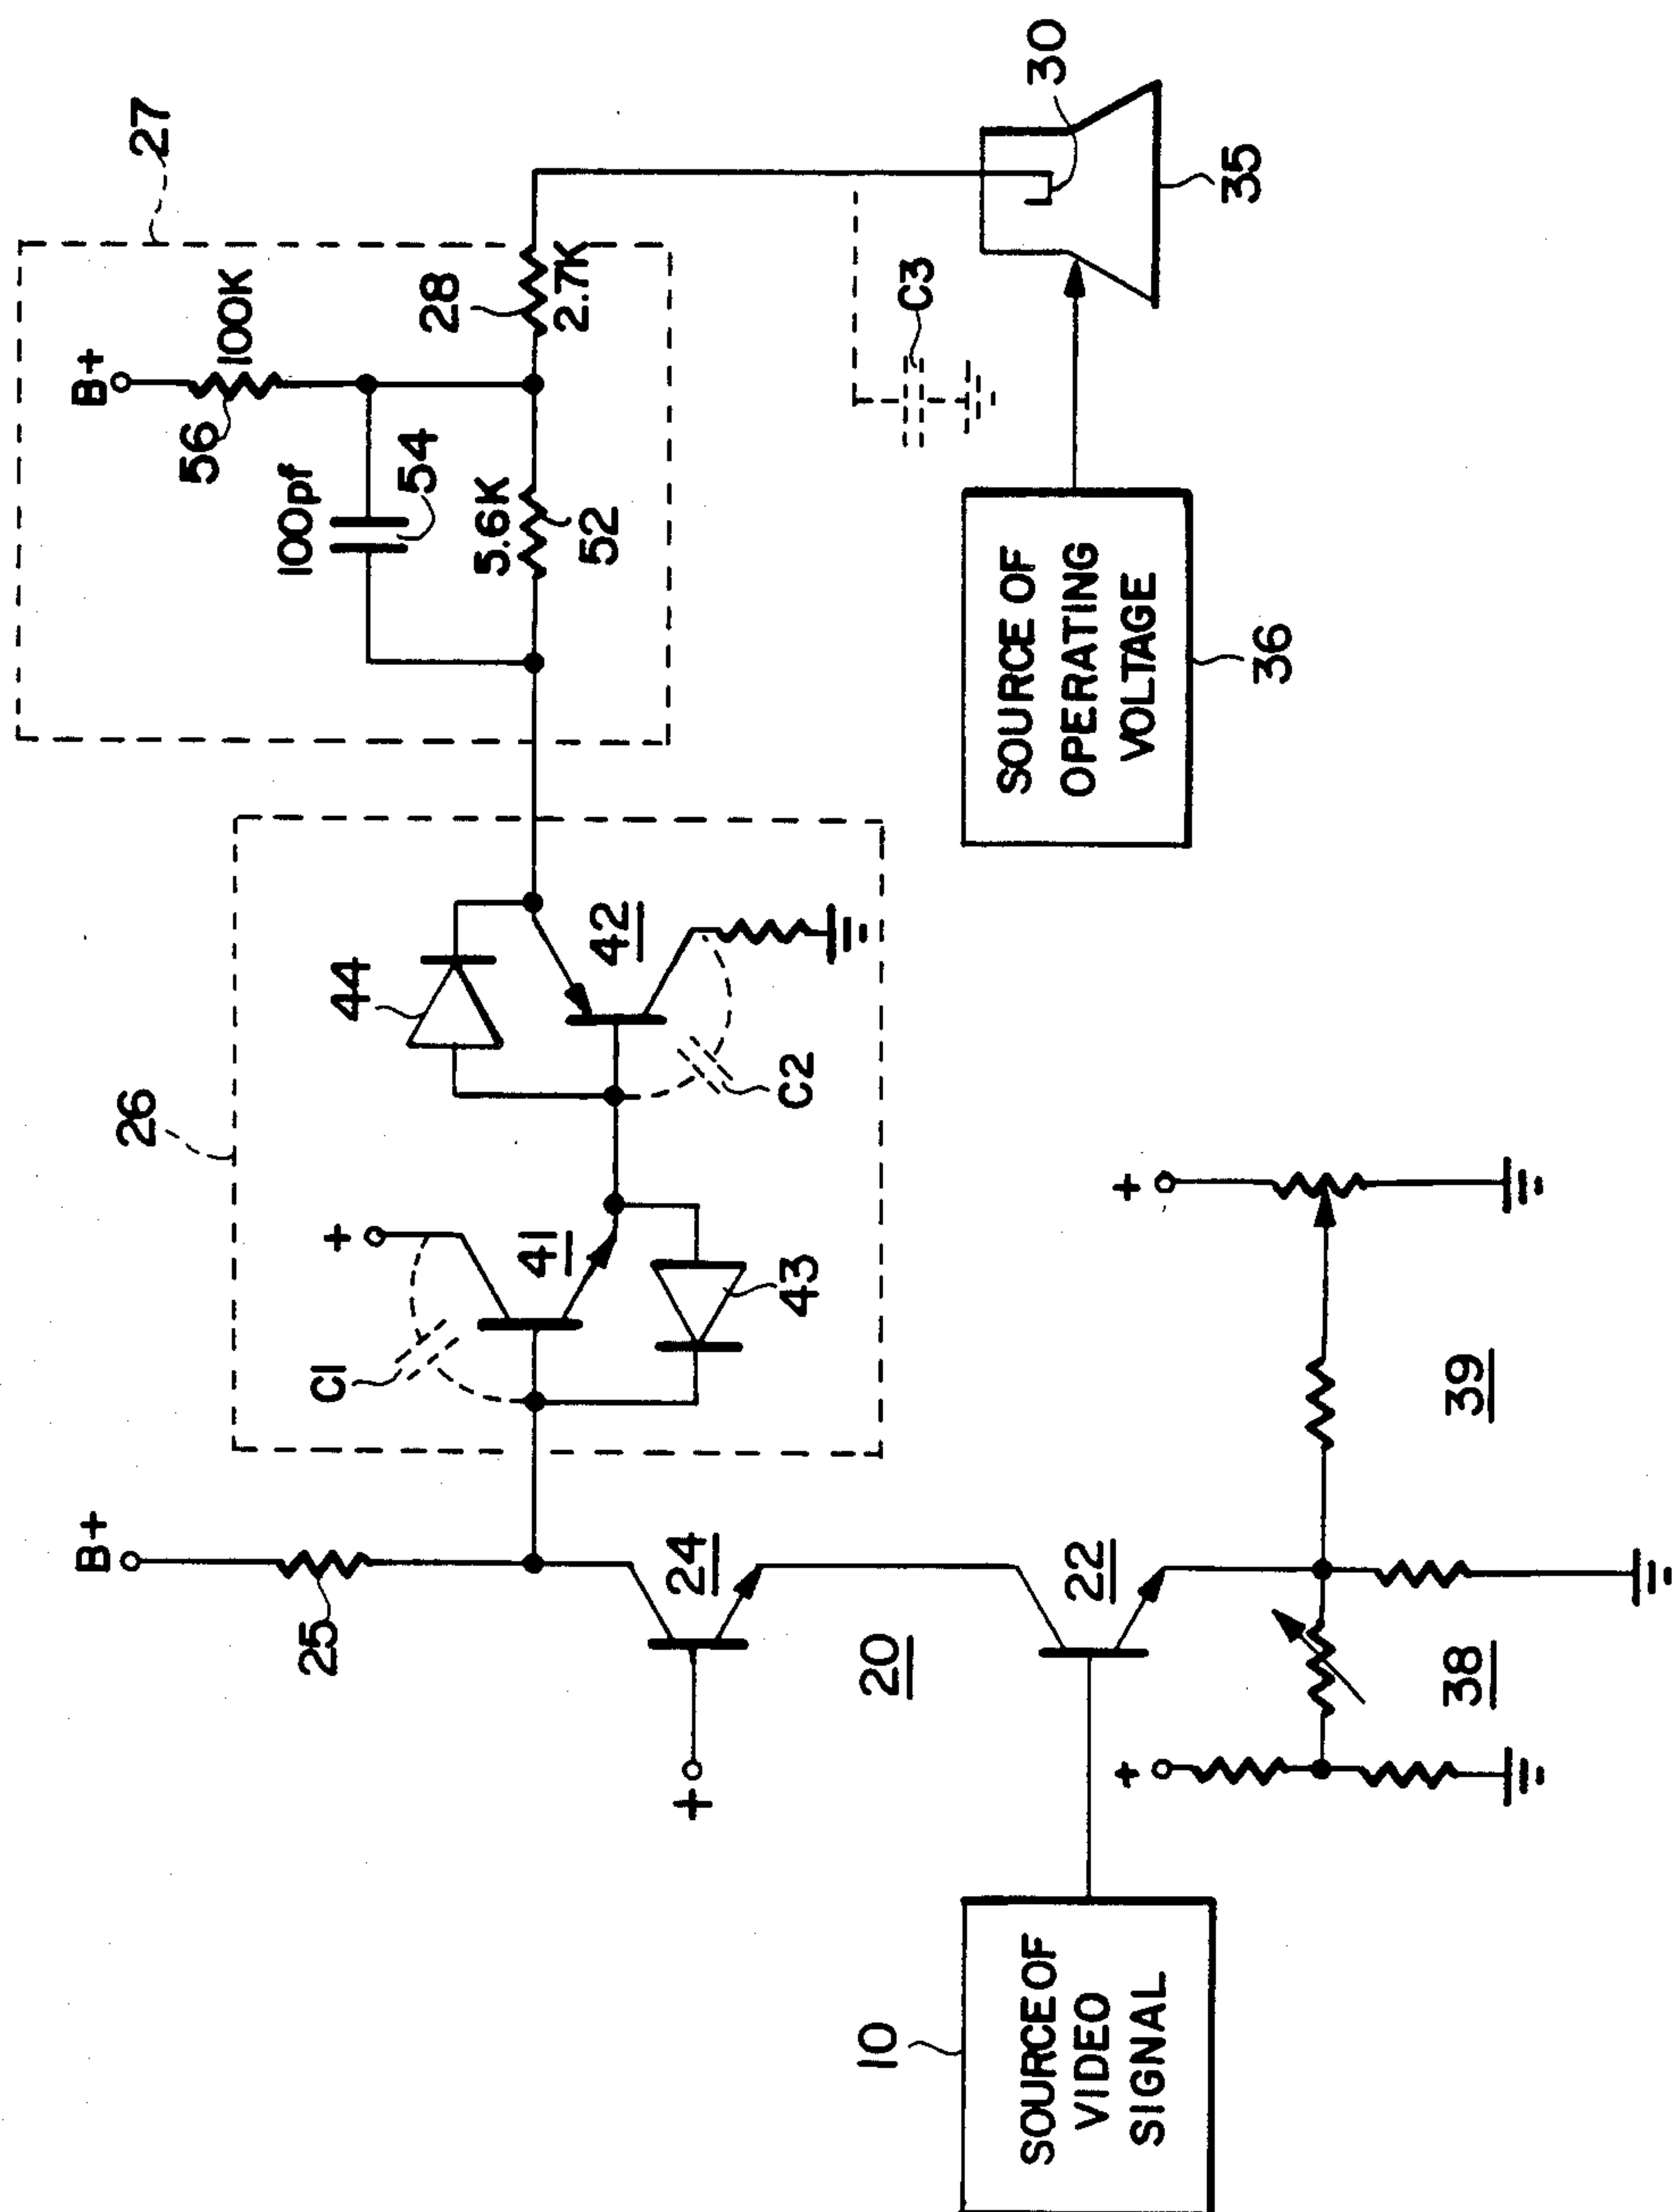 B+
B+
27
56
100K
100pf
54
28
2.7K
5.6K
52
30
C3
35
SOURCE OF
OPERATING
VOLTAGE
36
26
44
42
C2
+
41
C1
43
25
24
+
20
22
+
39
+
38
10
SOURCE OF
VIDEO
SIGNAL